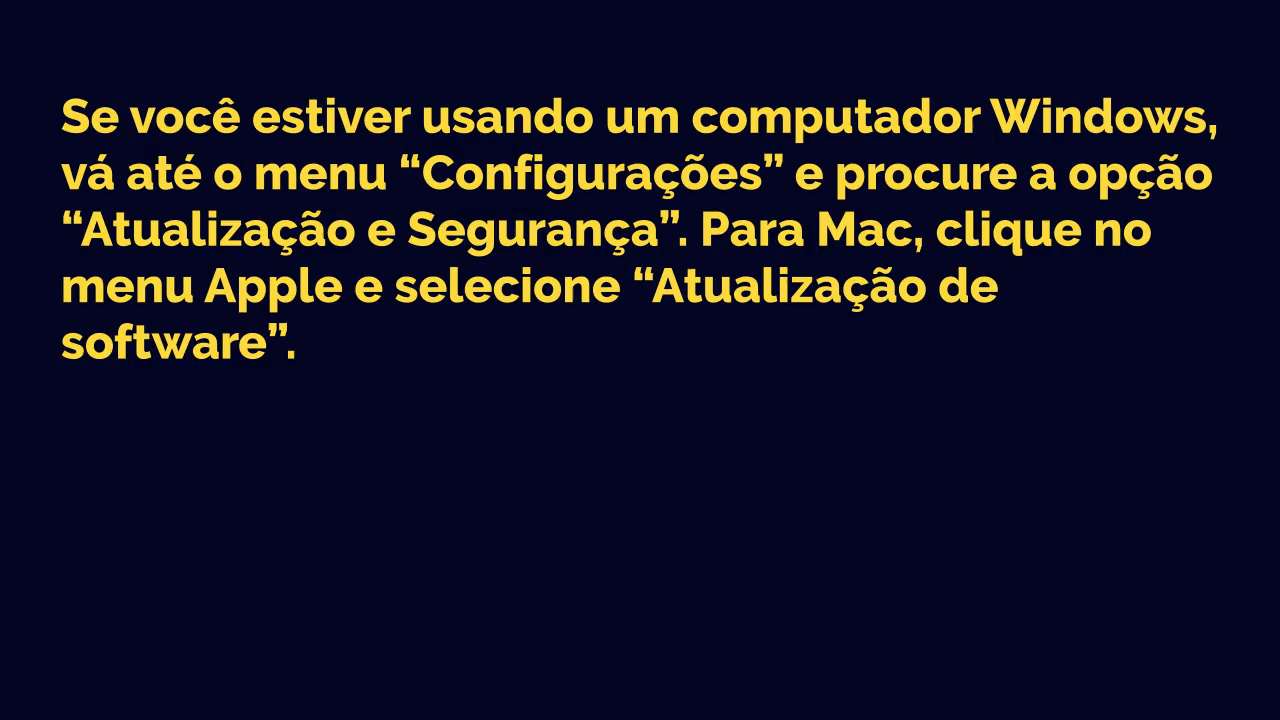 Se você estiver usando um computador Windows,
vá até o menu “Configurações” e procure a opção
“Atualização e Segurança”. Para Mac, clique no
menu Apple e selecione “Atualização de
software”.